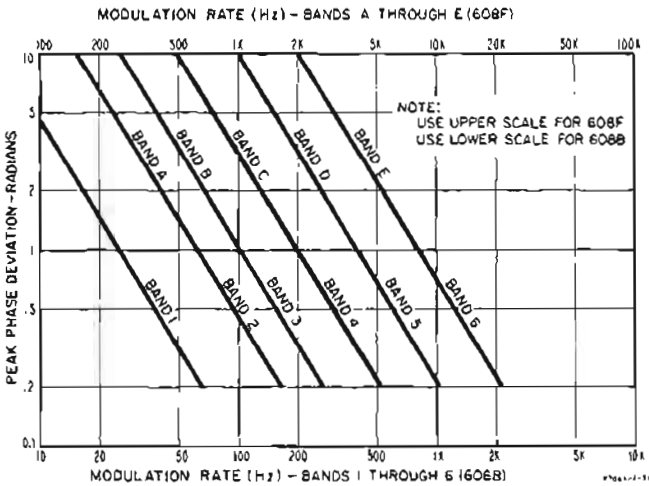 MODULATION RATE (Hz) - BANDS A THROUGH E (608F)
100 200 500 1K 2K 5K 10K 20K 50K 100K
10
5
2
1
.5
.2
0.1
PEAK PHASE DEVIATION - RADIANS
NOTE:
USE UPPER SCALE FOR 608F
USE LOWER SCALE FOR 608B
BAND A
BAND B
BAND C
BAND D
BAND E
BAND 1
BAND 2
BAND 3
BAND 4
BAND 5
BAND 6
10 20 50 100 200 500 1K 2K 5K 10K
MODULATION RATE (Hz) - BANDS 1 THROUGH 6 (606B)